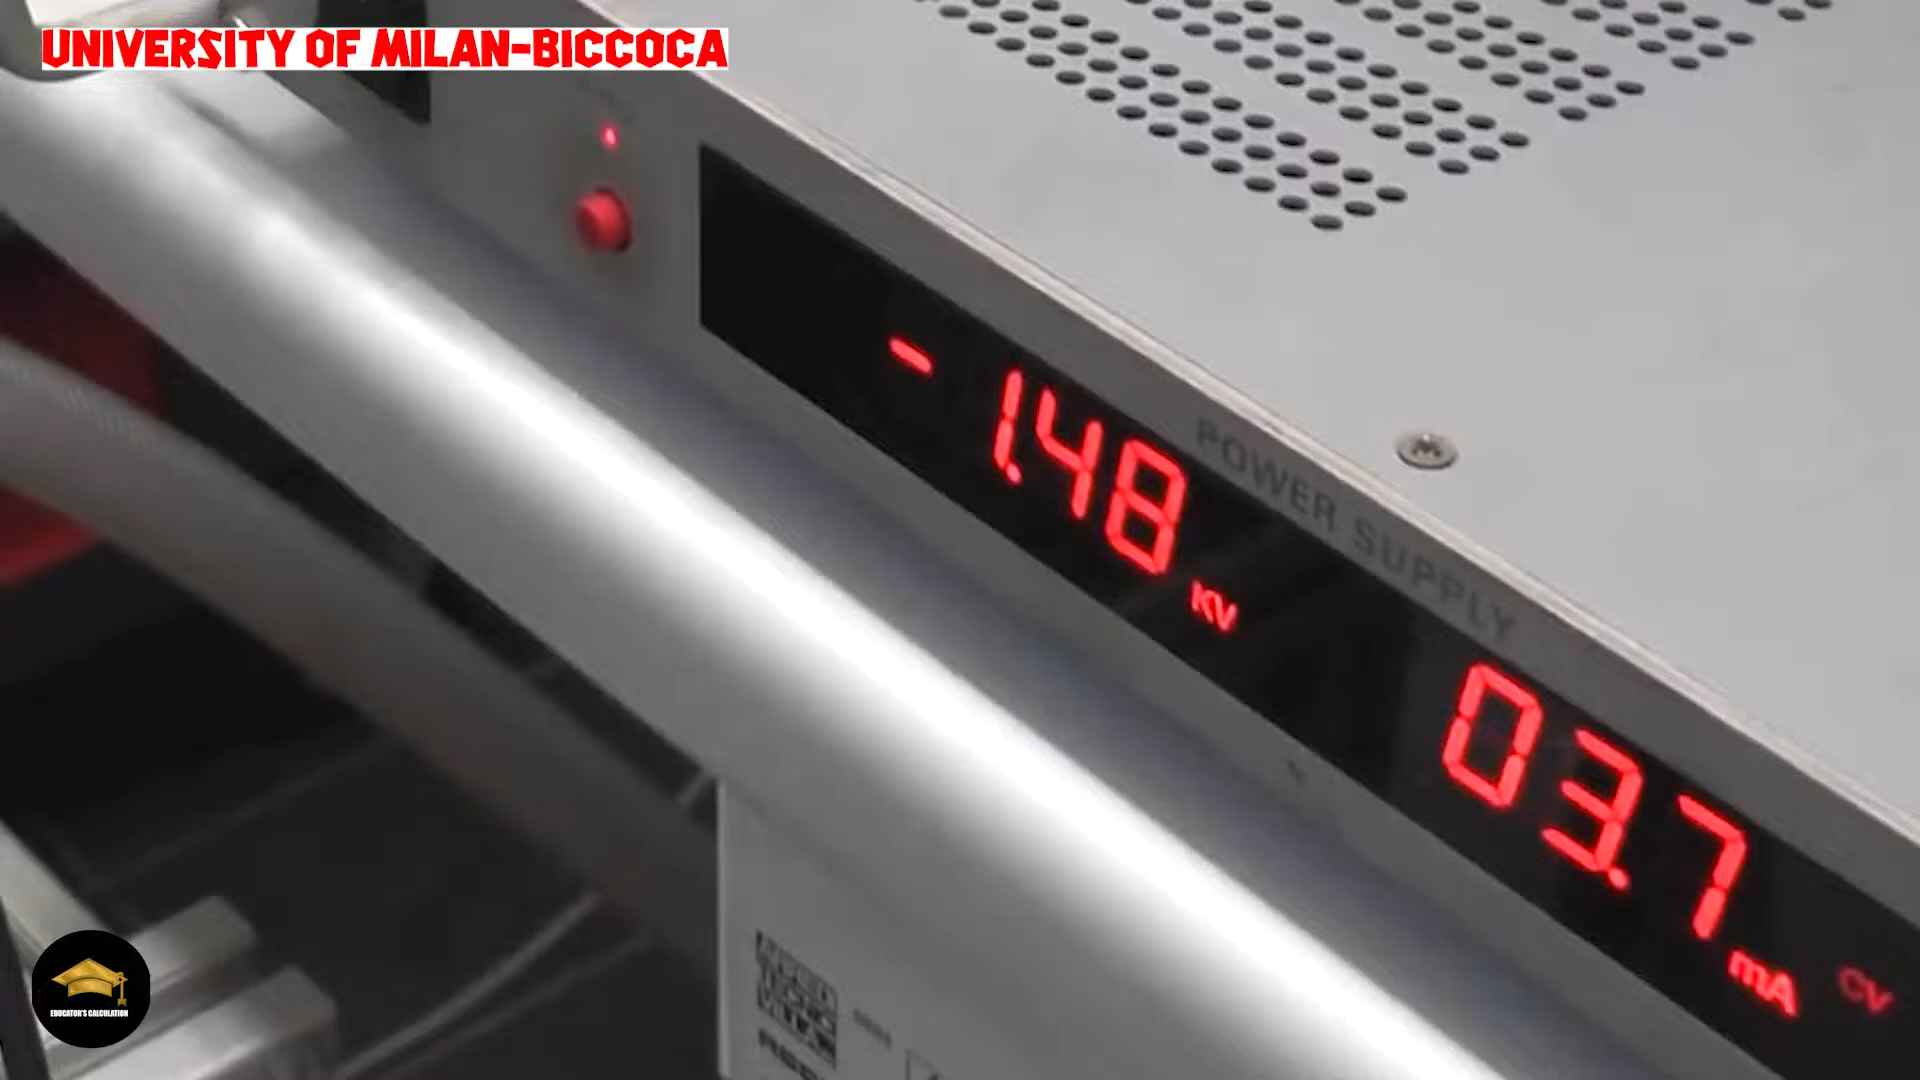 UNIVERSITY OF MILAN-BICCOCA
- 1.48 KV
POWER SUPPLY
03.7 mA CV
EDUCATOR'S CALCULATION